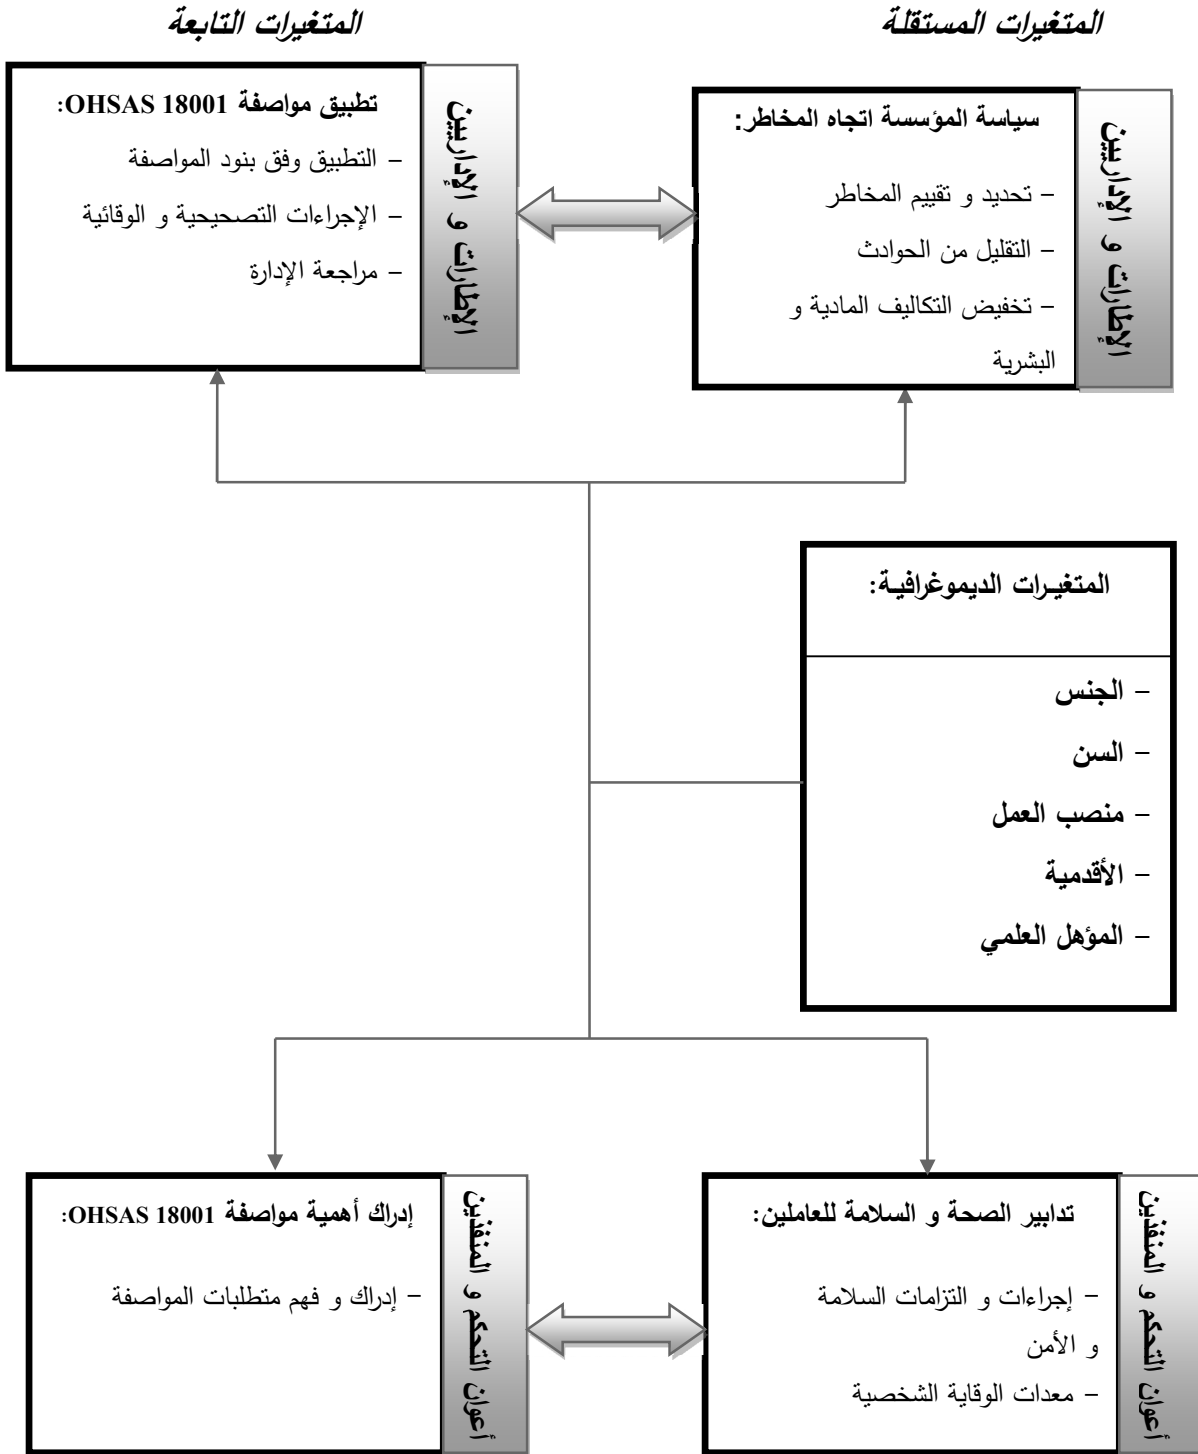 المتغيرات المستقلة
المتغيرات التابعة
الإطارات و الإداريين
سياسة المؤسسة اتجاه المخاطر:
– تحديد و تقييم المخاطر
– التقليل من الحوادث
– تخفيض التكاليف المادية و
البشرية
الإطارات و الإداريين
تطبيق مواصفة OHSAS 18001:
– التطبيق وفق بنود المواصفة
– الإجراءات التصحيحية و الوقائية
– مراجعة الإدارة
المتغيـرات الديموغرافيـة:
– الجنس
– السن
– منصب العمل
– الأقدمية
– المؤهل العلمي
أعوان التحكم و المنفذين
تدابير الصحة و السلامة للعاملين:
– إجراءات و التزامات السلامة
و الأمن
– معدات الوقاية الشخصية
أعوان التحكم و المنفذين
إدراك أهمية مواصفة OHSAS 18001:
– إدراك و فهم متطلبات المواصفة